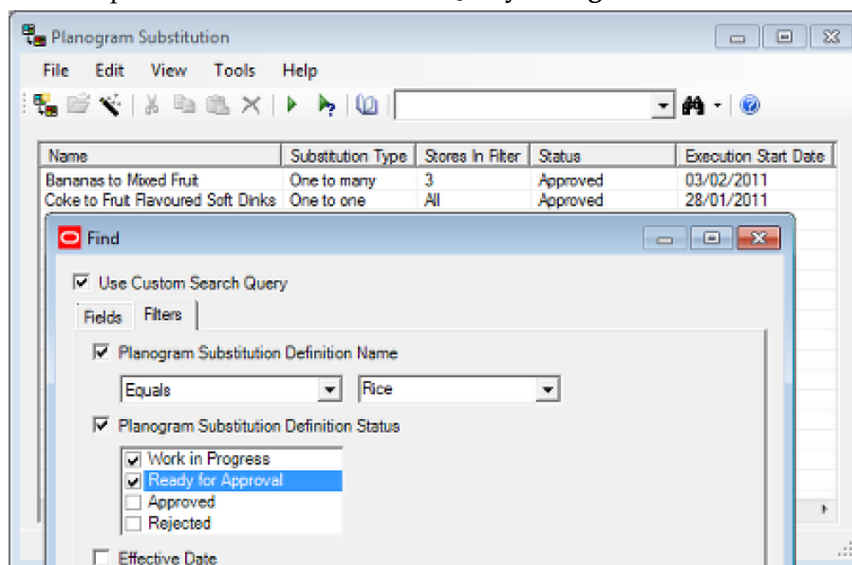 Planogram Substitution
File Edit View Tools Help
Name Substitution Type Stores In Filter Status Execution Start Date
Bananas to Mixed Fruit One to many 3 Approved 03/02/2011
Coke to Fruit Flavoured Soft Dinks One to one All Approved 28/01/2011
Find
Use Custom Search Query
Fields Filters
Planogram Substitution Definition Name
Equals Rice
Planogram Substitution Definition Status
Work in Progress
Ready for Approval
Approved
Rejected
Effective Date